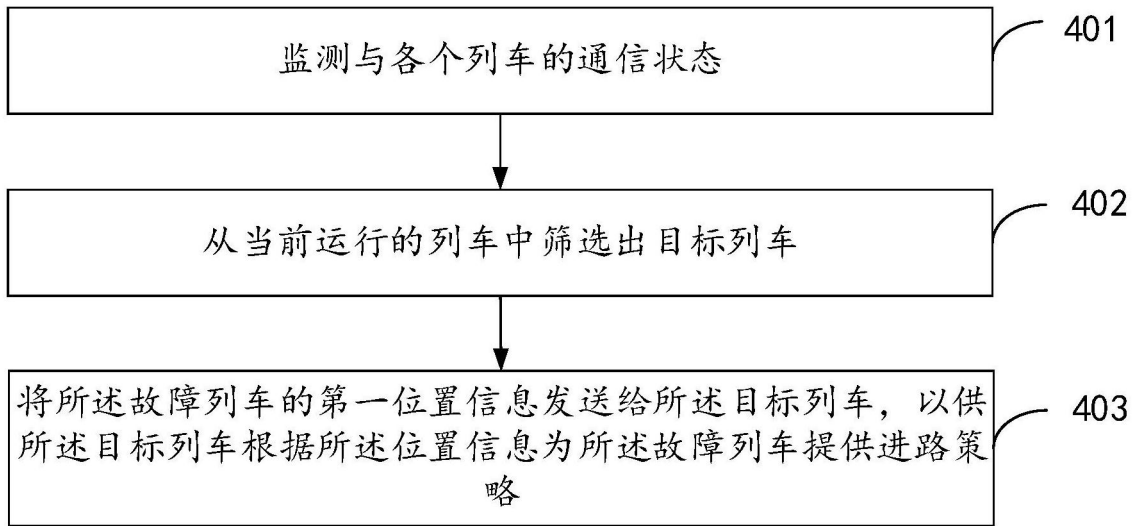 监测与各个列车的通信状态
401
从当前运行的列车中筛选出目标列车
402
将所述故障列车的第一位置信息发送给所述目标列车，以供
所述目标列车根据所述位置信息为所述故障列车提供进路策
略
403